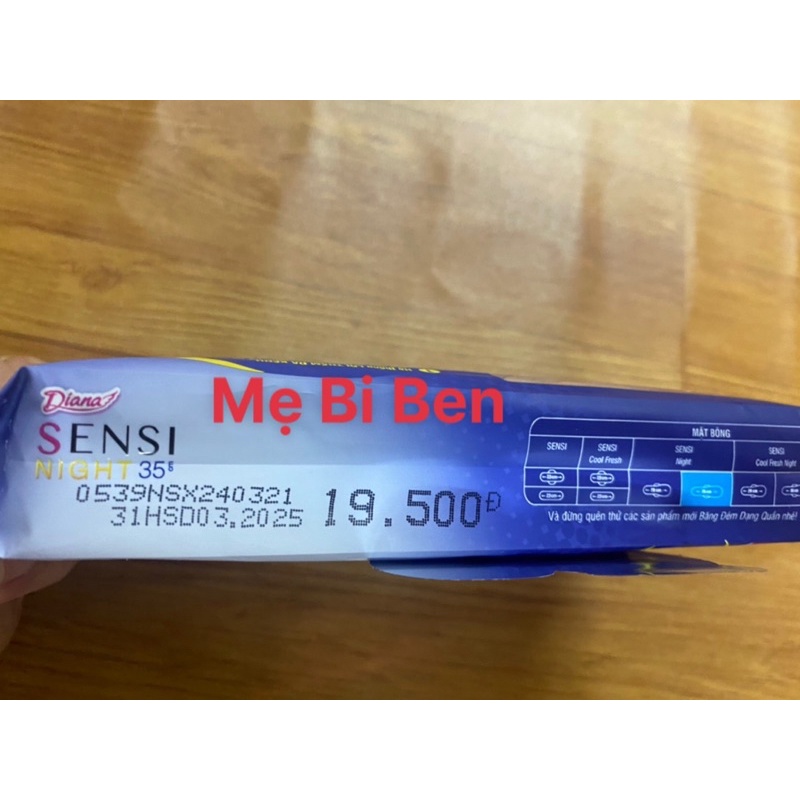 Mẹ Bi Ben
Diana
SENSI
NIGHT 35
0539NSX240321
31HSD03.2025
19.500Đ
MẶT BÔNG
SENSI
SENSI
Cool Fresh
SENSI
Night
SENSI
Cool Fresh Night
Và đừng quên thử các sản phẩm mới Băng Đêm Dạng Quần nhé!